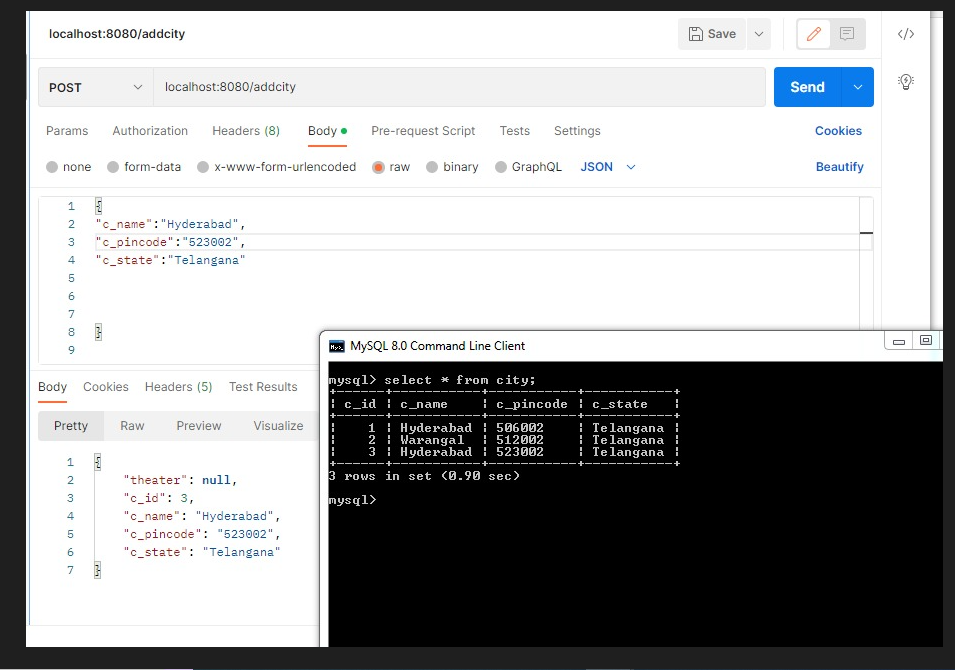 localhost:8080/addcity
Save
POST localhost:8080/addcity Send
Params Authorization Headers (8) Body Pre-request Script Tests Settings Cookies
none form-data x-www-form-urlencoded raw binary GraphQL JSON Beautify
1 {
2 "c_name":"Hyderabad",
3 "c_pincode":"523002",
4 "c_state":"Telangana"
5
6
7
8 }
9
Body Cookies Headers (5) Test Results
Pretty Raw Preview Visualize
1 {
2 "theater": null,
3 "c_id": 3,
4 "c_name": "Hyderabad",
5 "c_pincode": "523002",
6 "c_state": "Telangana"
7 }
MySQL 8.0 Command Line Client
mysql> select * from city;
+------+-----------+-----------+-----------+
| c_id | c_name | c_pincode | c_state |
+------+-----------+-----------+-----------+
| 1 | Hyderabad | 506002 | Telangana |
| 2 | Warangal | 512002 | Telangana |
| 3 | Hyderabad | 523002 | Telangana |
+------+-----------+-----------+-----------+
3 rows in set (0.90 sec)
mysql>